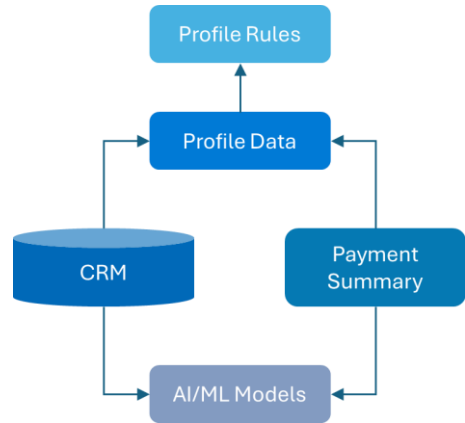 Profile Rules
Profile Data
CRM
Payment
Summary
AI/ML Models